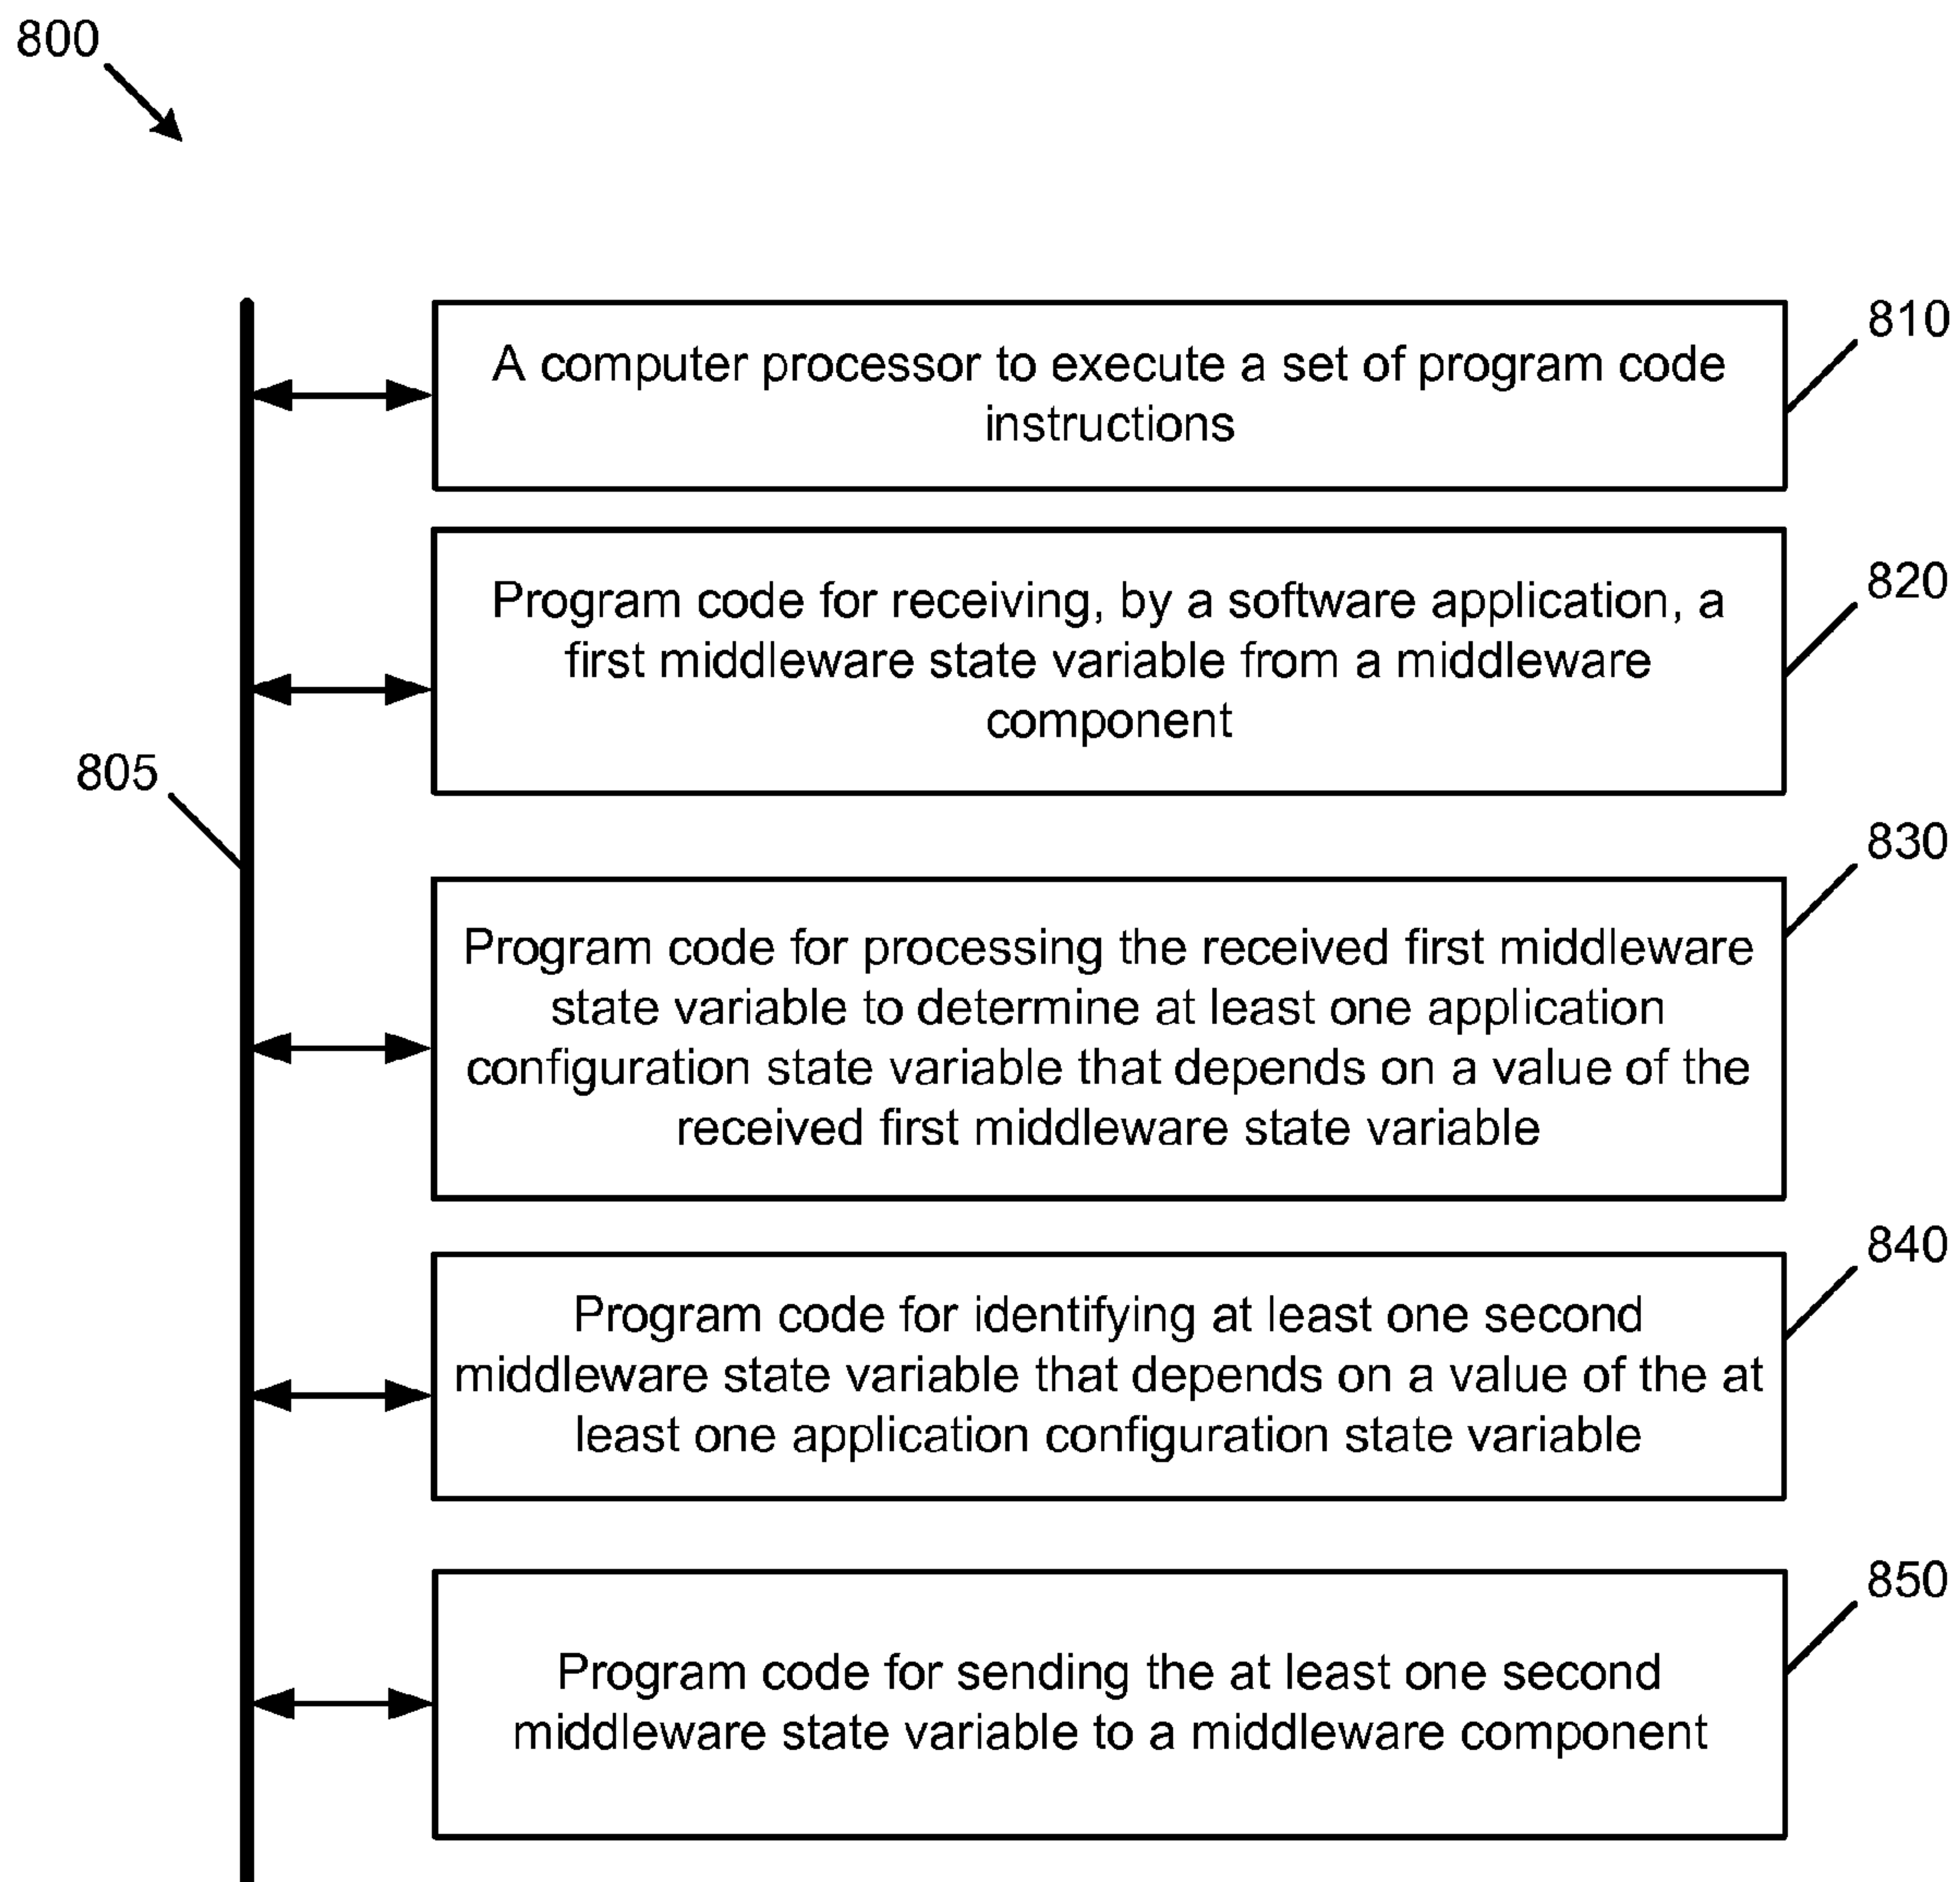 800
810
A computer processor to execute a set of program code
instructions
820
Program code for receiving, by a software application, a
first middleware state variable from a middleware
component
805
830
Program code for processing the received first middleware
state variable to determine at least one application
configuration state variable that depends on a value of the
received first middleware state variable
840
Program code for identifying at least one second
middleware state variable that depends on a value of the at
least one application configuration state variable
850
Program code for sending the at least one second
middleware state variable to a middleware component